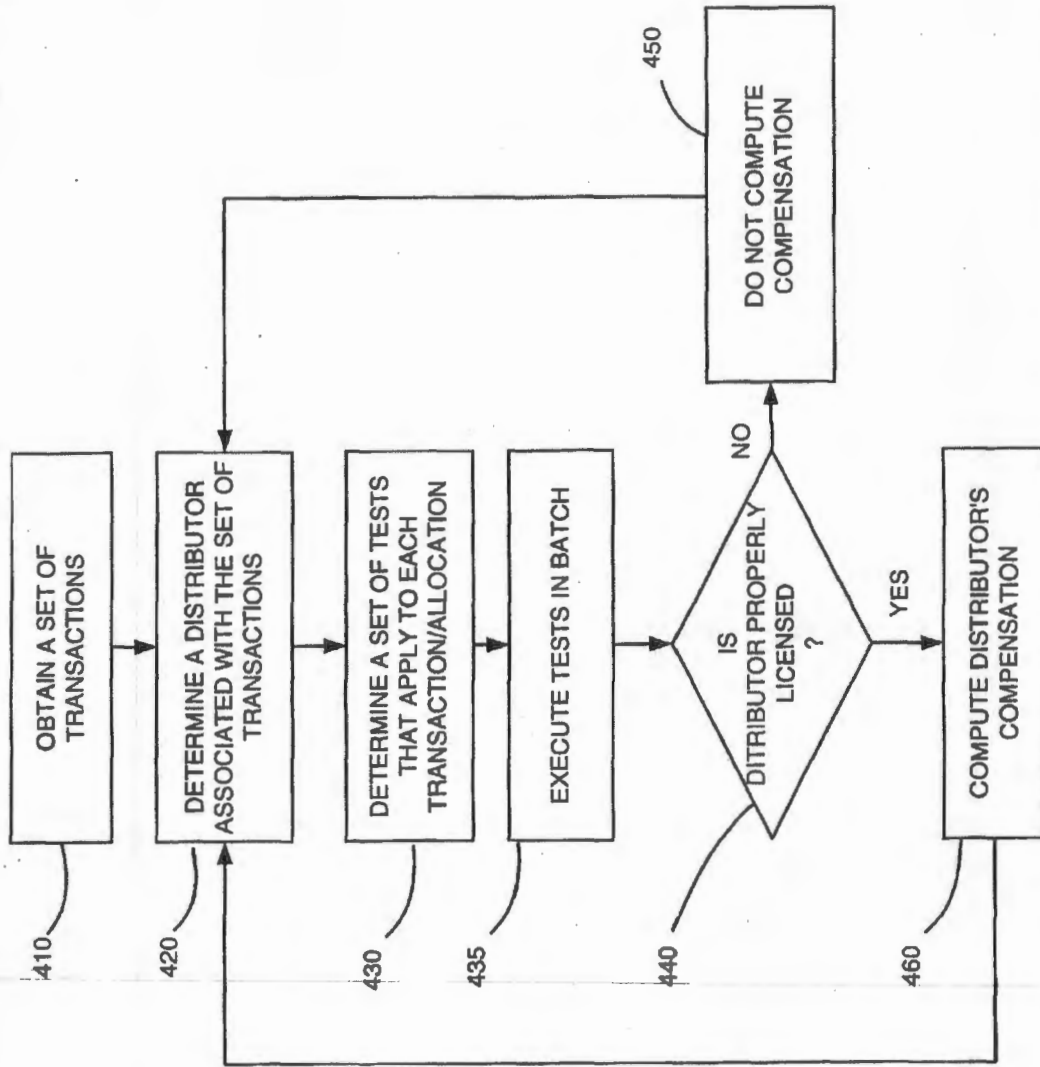 410
OBTAIN A SET OF
TRANSACTIONS
420
DETERMINE A DISTRIBUTOR
ASSOCIATED WITH THE SET OF
TRANSACTIONS
430
DETERMINE A SET OF TESTS
THAT APPLY TO EACH
TRANSACTION/ALLOCATION
435
EXECUTE TESTS IN BATCH
440
IS
DITRIBUTOR PROPERLY
LICENSED
?
NO
450
DO NOT COMPUTE
COMPENSATION
YES
460
COMPUTE DISTRIBUTOR'S
COMPENSATION